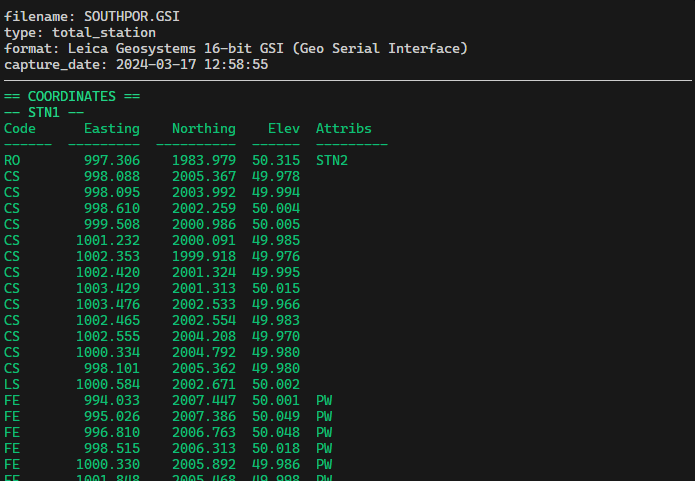 filename: SOUTHPOR.GSI
type: total_station
format: Leica Geosystems 16-bit GSI (Geo Serial Interface)
capture_date: 2024-03-17 12:58:55
== COORDINATES ==
-- STN1 --
Code      Easting    Northing    Elev  Attribs
------  ---------  ----------  ------  ---------
RO        997.306    1983.979  50.315  STN2
CS        998.088    2005.367  49.978
CS        998.095    2003.992  49.994
CS        998.610    2002.259  50.004
CS        999.508    2000.986  50.005
CS       1001.232    2000.091  49.985
CS       1002.353    1999.918  49.976
CS       1002.420    2001.324  49.995
CS       1003.429    2001.313  50.015
CS       1003.476    2002.533  49.966
CS       1002.465    2002.554  49.983
CS       1002.555    2004.208  49.970
CS       1000.334    2004.792  49.980
CS        998.101    2005.362  49.980
LS       1000.584    2002.671  50.002
FE        994.033    2007.447  50.001  PW
FE        995.026    2007.386  50.049  PW
FE        996.810    2006.763  50.048  PW
FE        998.515    2006.313  50.018  PW
FE       1000.330    2005.892  49.986  PW
FE       1001.848    2005.468  49.998  PW